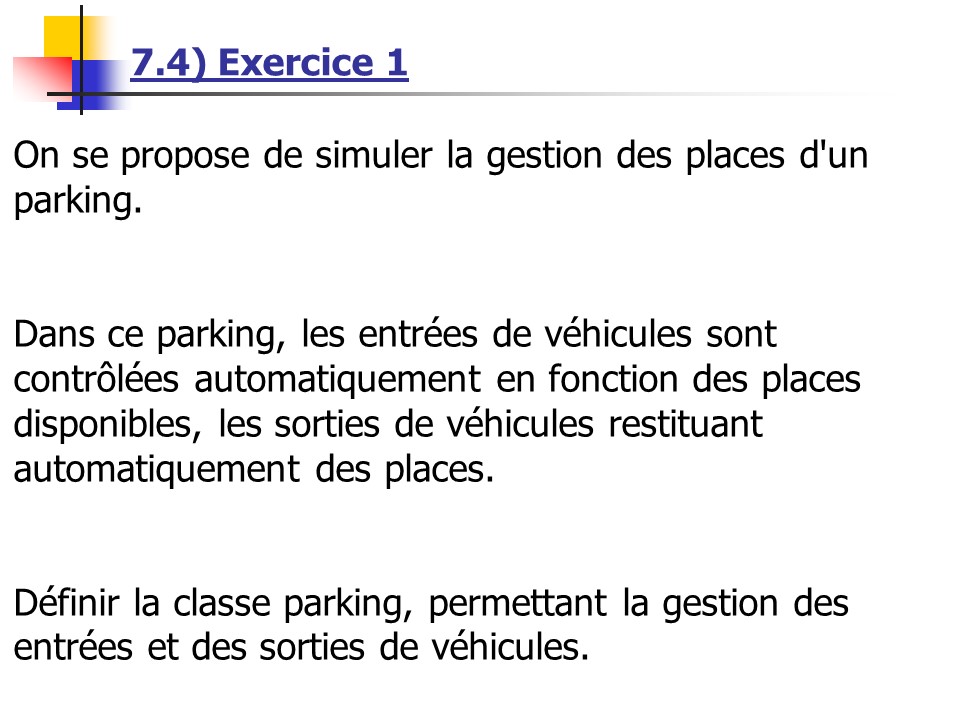 7.4) Exercice 1
On se propose de simuler la gestion des places d'un
parking.
Dans ce parking, les entrées de véhicules sont
contrôlées automatiquement en fonction des places
disponibles, les sorties de véhicules restituant
automatiquement des places.
Définir la classe parking, permettant la gestion des
entrées et des sorties de véhicules.